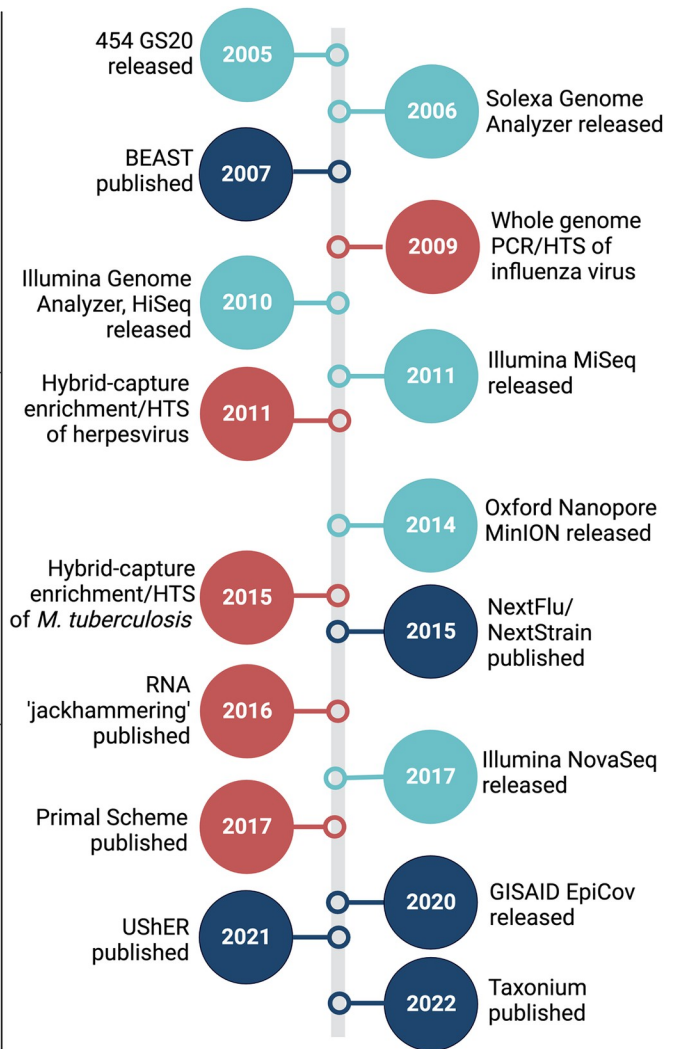 454 GS20
released
2005
2006
Solexa Genome
Analyzer released
BEAST
published
2007
2009
Whole genome
PCR/HTS of
influenza virus
Illumina Genome
Analyzer, HiSeq
released
2010
2011
Illumina MiSeq
released
Hybrid-capture
enrichment/HTS
of herpesvirus
2011
2014
Oxford Nanopore
MinION released
Hybrid-capture
enrichment/HTS
of M. tuberculosis
2015
2015
NextFlu/
NextStrain
published
RNA
'jackhammering'
published
2016
2017
Illumina NovaSeq
released
Primal Scheme
published
2017
2020
GISAID EpiCov
released
UShER
published
2021
2022
Taxonium
published